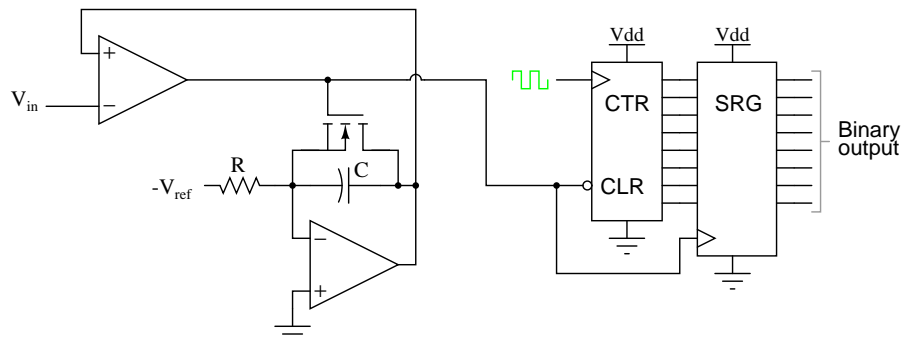 Vdd
Vdd
+
−
V_in
CTR
SRG
Binary
output
R
C
-V_ref
CLR
−
+